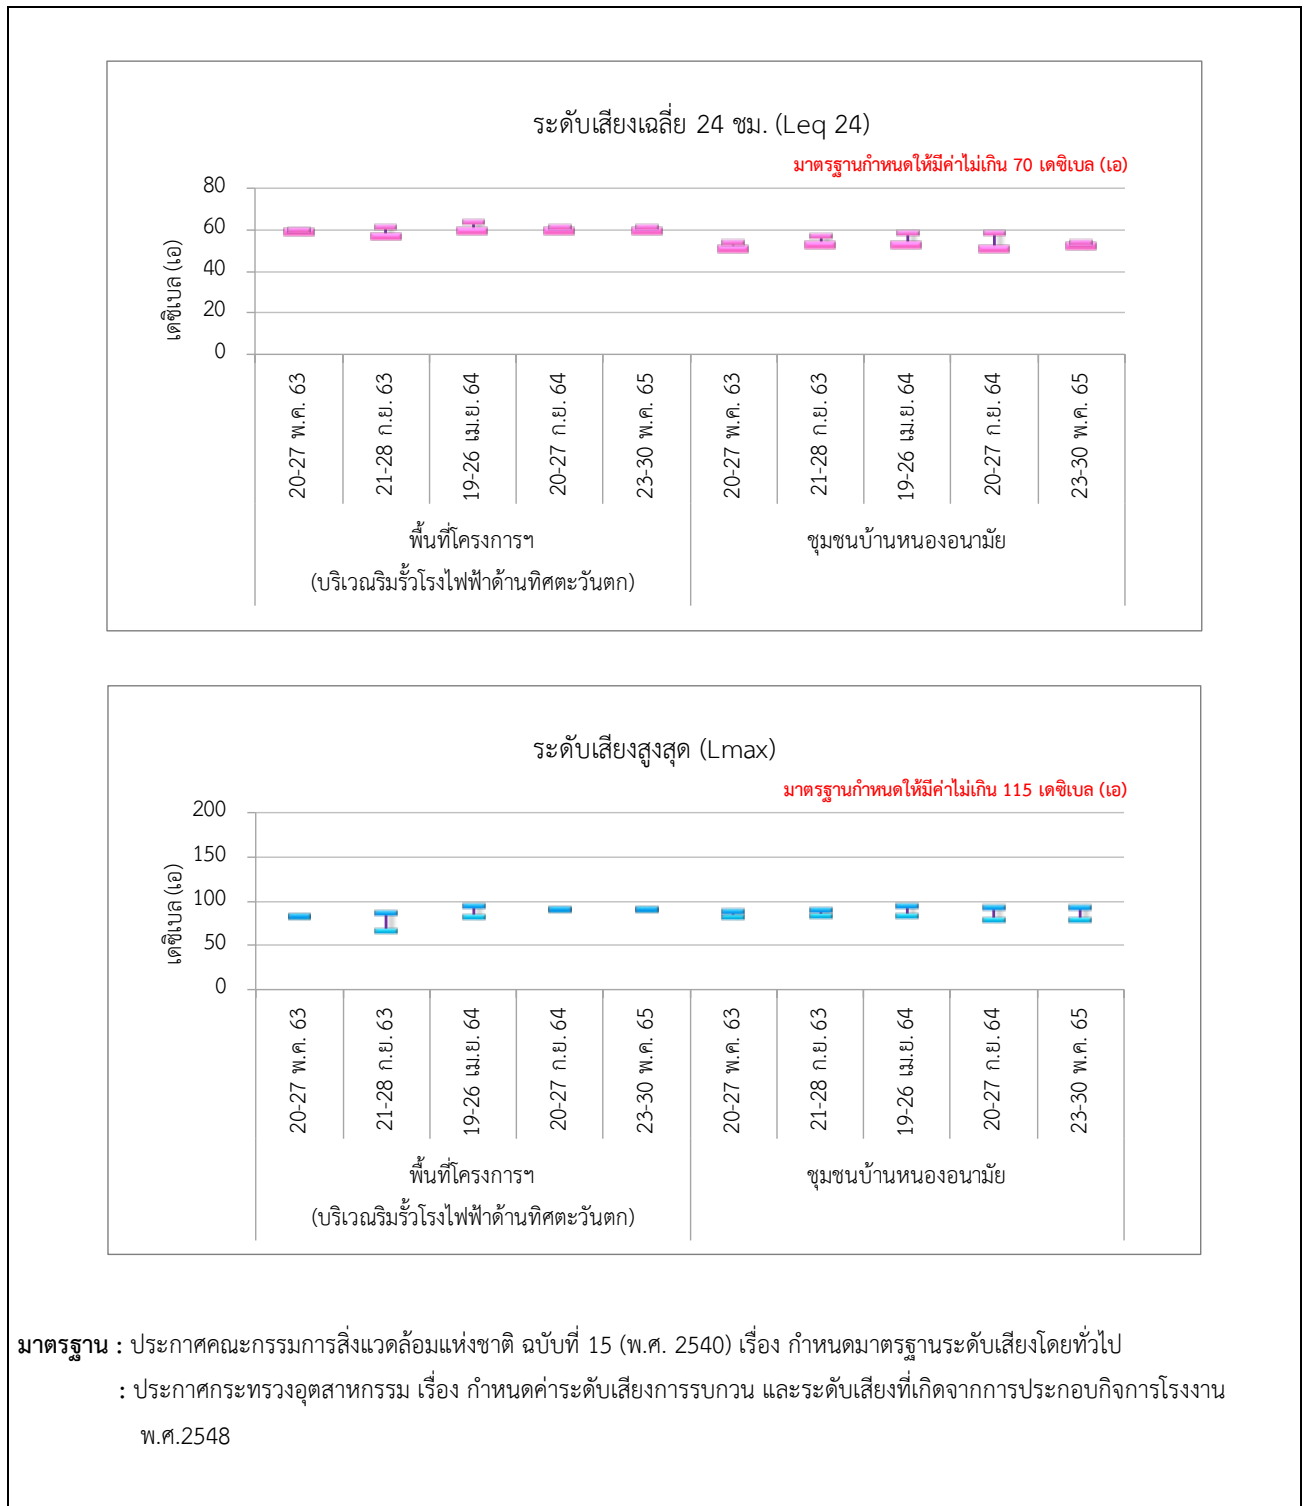 ระดับเสียงเฉลี่ย 24 ชม. (Leq 24)
มาตรฐานกำหนดให้มีค่าไม่เกิน 70 เดซิเบล (เอ)
เดซิเบล (เอ)
80
60
40
20
0
20-27 พ.ค. 63
21-28 ก.ย. 63
19-26 เม.ย. 64
20-27 ก.ย. 64
23-30 พ.ค. 65
20-27 พ.ค. 63
21-28 ก.ย. 63
19-26 เม.ย. 64
20-27 ก.ย. 64
23-30 พ.ค. 65
พื้นที่โครงการฯ
(บริเวณริมรั้วโรงไฟฟ้าด้านทิศตะวันตก)
ชุมชนบ้านหนองอนามัย
ระดับเสียงสูงสุด (Lmax)
มาตรฐานกำหนดให้มีค่าไม่เกิน 115 เดซิเบล (เอ)
เดซิเบล (เอ)
200
150
100
50
0
20-27 พ.ค. 63
21-28 ก.ย. 63
19-26 เม.ย. 64
20-27 ก.ย. 64
23-30 พ.ค. 65
20-27 พ.ค. 63
21-28 ก.ย. 63
19-26 เม.ย. 64
20-27 ก.ย. 64
23-30 พ.ค. 65
พื้นที่โครงการฯ
(บริเวณริมรั้วโรงไฟฟ้าด้านทิศตะวันตก)
ชุมชนบ้านหนองอนามัย
มาตรฐาน : ประกาศคณะกรรมการสิ่งแวดล้อมแห่งชาติ ฉบับที่ 15 (พ.ศ. 2540) เรื่อง กำหนดมาตรฐานระดับเสียงโดยทั่วไป
: ประกาศกระทรวงอุตสาหกรรม เรื่อง กำหนดค่าระดับเสียงการรบกวน และระดับเสียงที่เกิดจากการประกอบกิจการโรงงาน
พ.ศ.2548